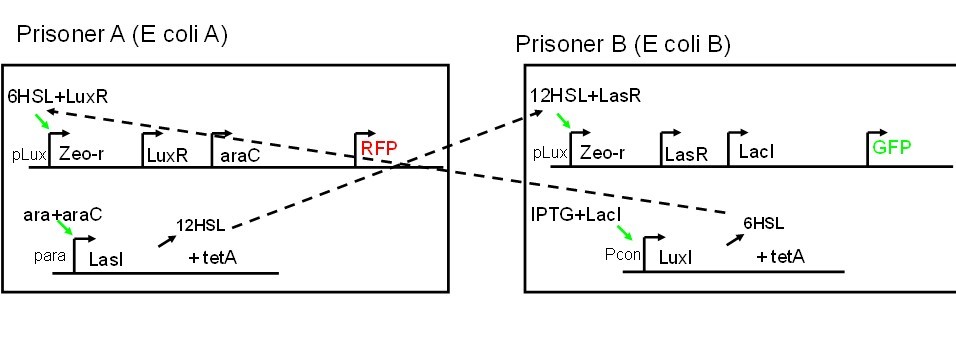 Prisoner A (E coli A)
6HSL+LuxR
pLux Zeo-r LuxR araC RFP
ara+araC
12HSL
para LasI + tetA
Prisoner B (E coli B)
12HSL+LasR
pLux Zeo-r LasR LacI GFP
IPTG+LacI
6HSL
Pcon LuxI + tetA